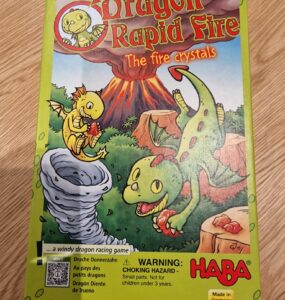 Dragon
Rapid Fire
The fire crystals
... a windy dragon racing game
Drache Donnerzahn
Au pays des
petits dragons
Dragón Diente
de trueno
WARNING:
CHOKING HAZARD -
Small parts. Not for
children under 3 years.
HABA
Made in